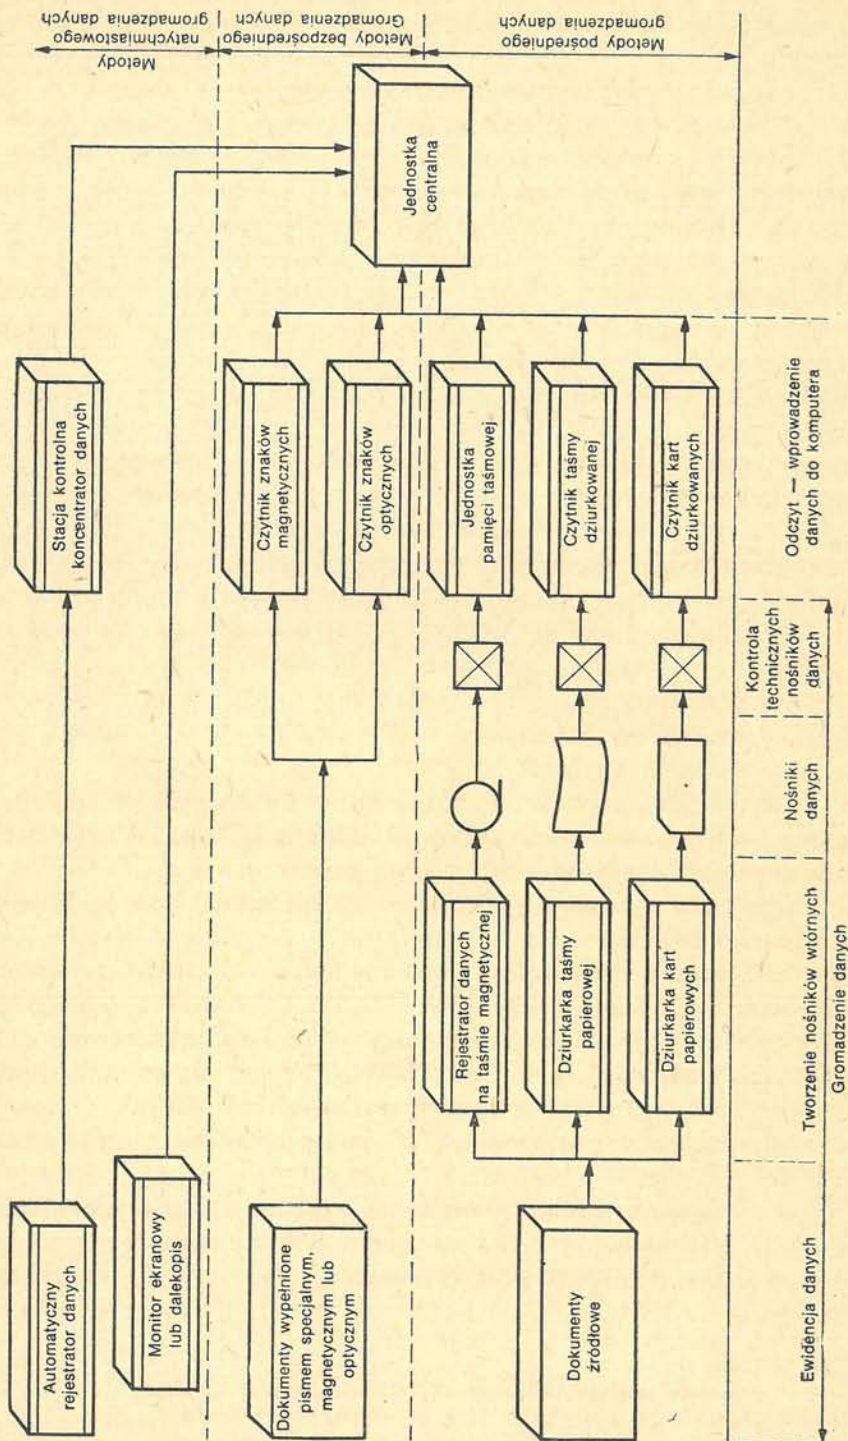 Metody
natychmiastowego
gromadzenia danych
Metody bezpośredniego
Gromadzenia danych
Metody pośredniego
gromadzenia danych
Automatyczny
rejestrator danych
Stacja kontrolna
koncentrator danych
Monitor ekranowy
lub dalekopis
Jednostka
centralna
Dokumenty wypełnione
pismem specjalnym,
magnetycznym lub
optycznym
Czytnik znaków
magnetycznych
Czytnik znaków
optycznych
Dokumenty
źródłowe
Rejestrator danych
na taśmie magnetycznej
Jednostka
pamięci taśmowej
Dziurkarka taśmy
papierowej
Czytnik taśmy
dziurkowanej
Dziurkarka kart
papierowych
Czytnik kart
dziurkowanych
Ewidencja danych
Tworzenie nośników wtórnych
Nośniki
danych
Kontrola
technicznych
nośników
danych
Odczyt — wprowadzenie
danych do komputera
Gromadzenie danych